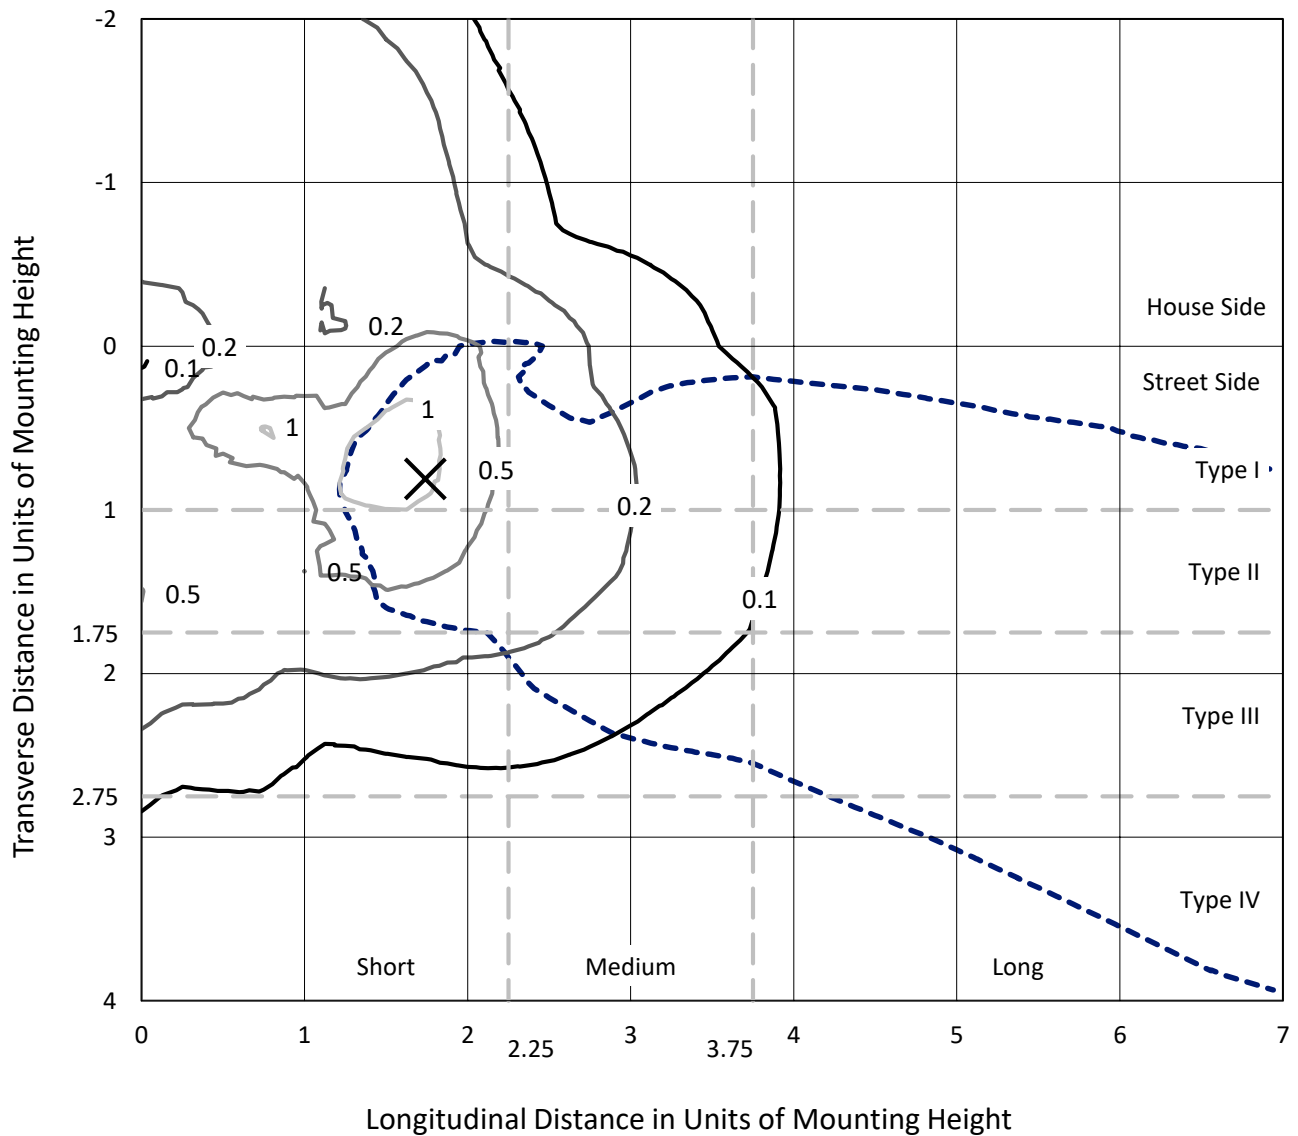 -2
-1
House Side
0.2
0
0.2
0.1
Street Side
1
1
Type I
0.5
1
0.2
Type II
0.5
0.5
0.1
1.75
2
Type III
2.75
3
Type IV
Short
Medium
Long
4
0
1
2
2.25
3
3.75
4
5
6
7
Transverse Distance in Units of Mounting Height
Longitudinal Distance in Units of Mounting Height